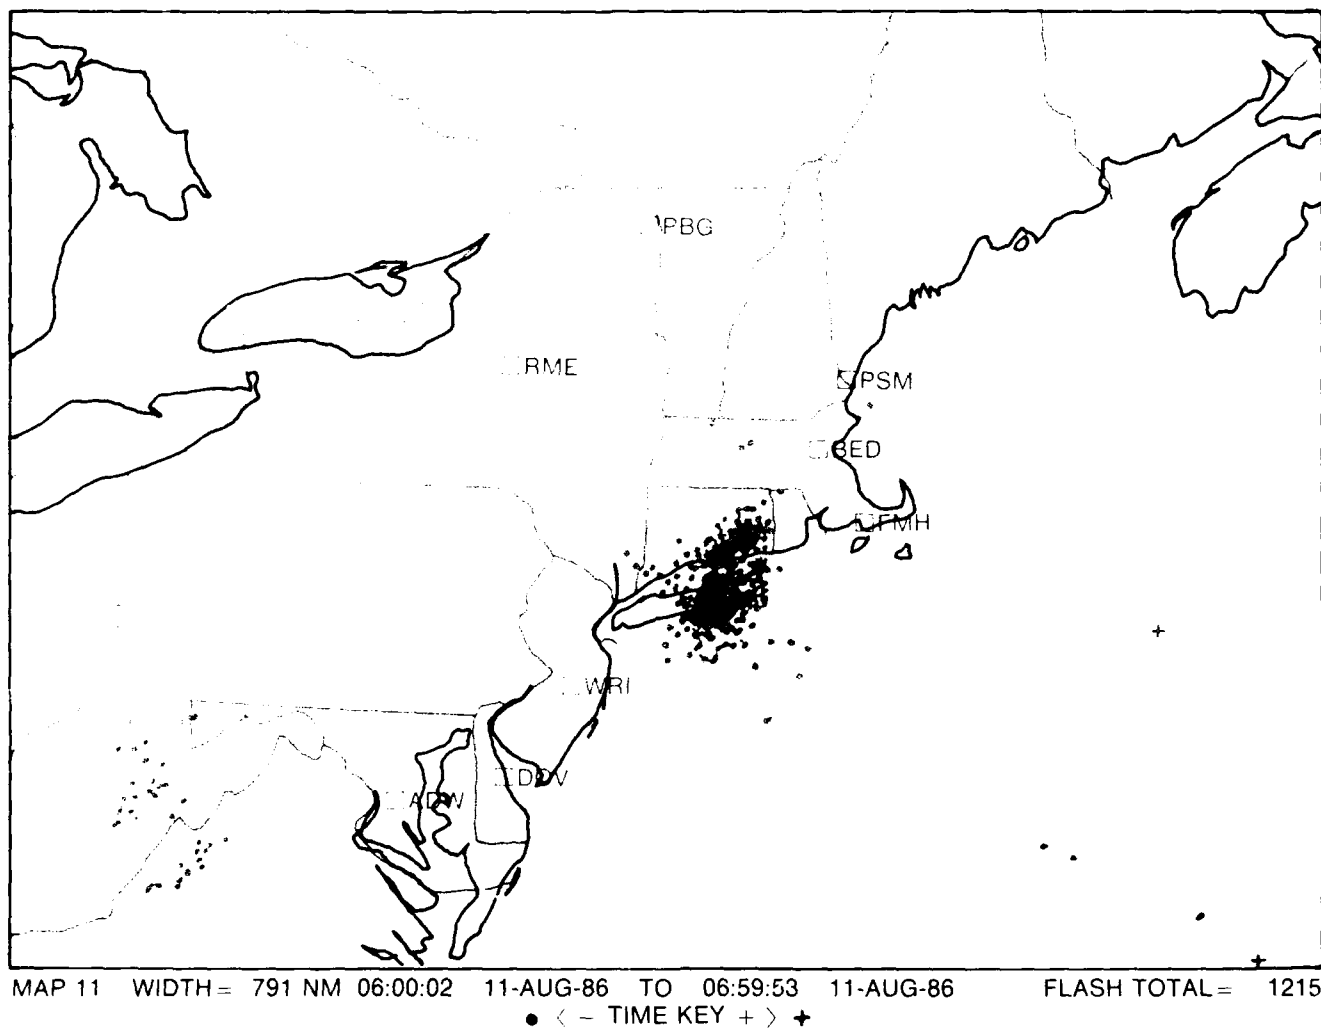 PBG
RME
PSM
BED
FMH
WRI
DOV
ADW
MAP 11 WIDTH = 791 NM 06:00:02 11-AUG-86 TO 06:59:53 11-AUG-86 FLASH TOTAL = 1215
● < - TIME KEY + > +